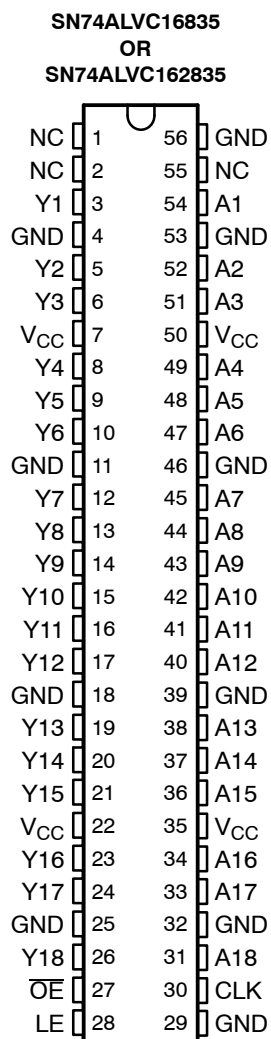 SN74ALVC16835
OR
SN74ALVC162835
NC 1 56 GND
NC 2 55 NC
Y1 3 54 A1
GND 4 53 GND
Y2 5 52 A2
Y3 6 51 A3
VCC 7 50 VCC
Y4 8 49 A4
Y5 9 48 A5
Y6 10 47 A6
GND 11 46 GND
Y7 12 45 A7
Y8 13 44 A8
Y9 14 43 A9
Y10 15 42 A10
Y11 16 41 A11
Y12 17 40 A12
GND 18 39 GND
Y13 19 38 A13
Y14 20 37 A14
Y15 21 36 A15
VCC 22 35 VCC
Y16 23 34 A16
Y17 24 33 A17
GND 25 32 GND
Y18 26 31 A18
O̅E̅ 27 30 CLK
LE 28 29 GND